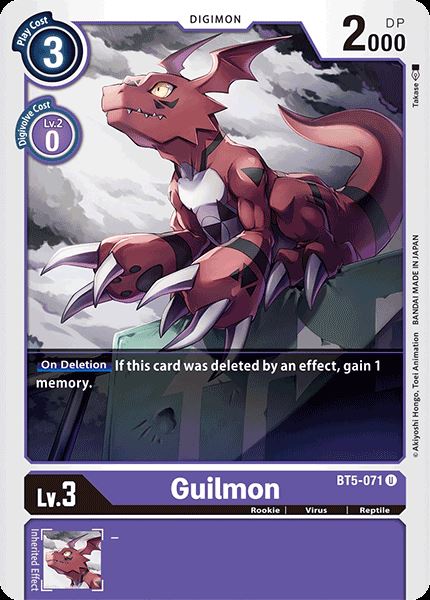 Play Cost
3
DIGIMON
DP
2000
Digivolve Cost
Lv.2
0
Takase
© Akiyoshi Hongo, Toei Animation BANDAI MADE IN JAPAN
On Deletion If this card was deleted by an effect, gain 1
memory.
Lv.3
Guilmon
BT5-071 U
Rookie | Virus | Reptile
Inherited Effect
–